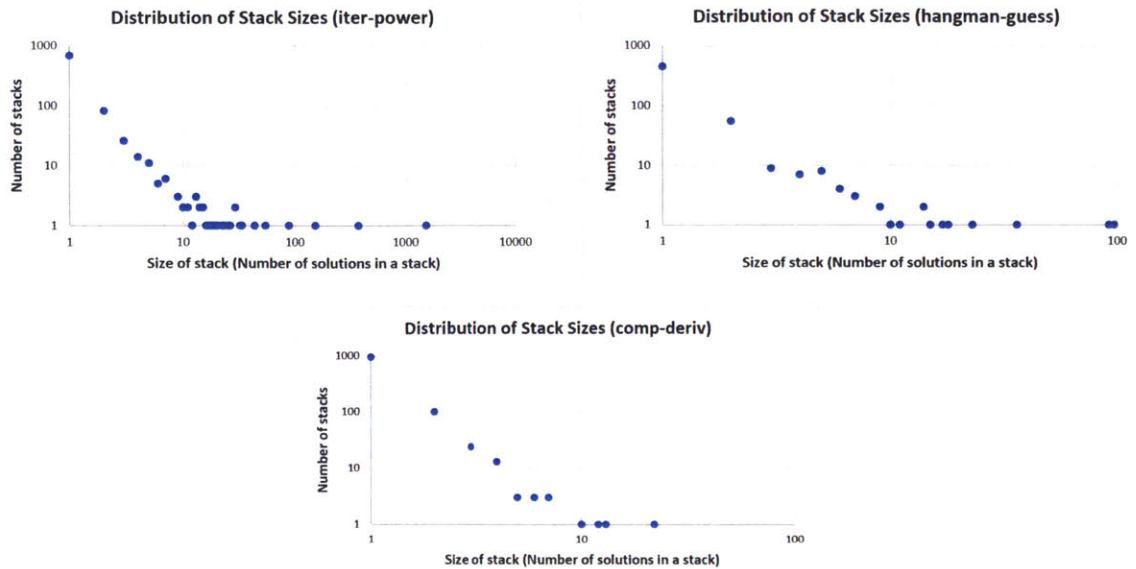 Distribution of Stack Sizes (iter-power)
Number of stacks
1000
100
10
1
1
10
100
1000
10000
Size of stack (Number of solutions in a stack)
Distribution of Stack Sizes (hangman-guess)
Number of stacks
1000
100
10
1
1
10
100
Size of stack (Number of solutions in a stack)
Distribution of Stack Sizes (comp-deriv)
Number of stacks
1000
100
10
1
1
10
100
Size of stack (Number of solutions in a stack)